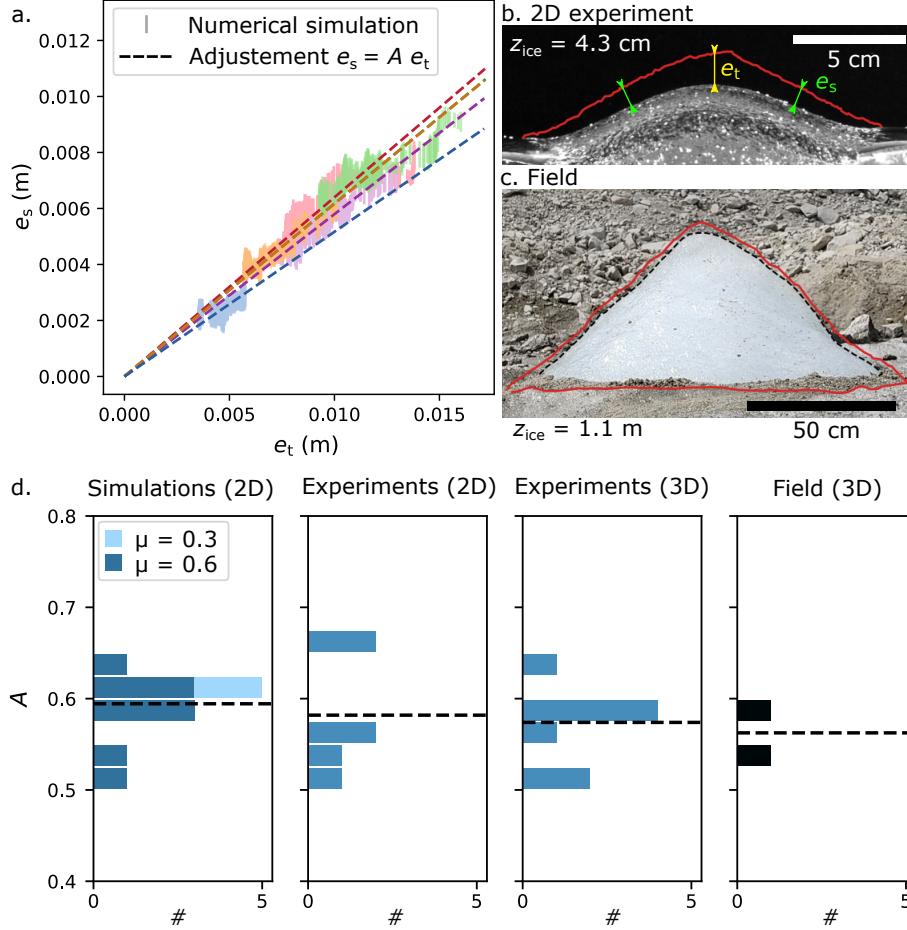 a.
Numerical simulation
Adjustement e_s = A e_t
0.012
0.010
0.008
0.006
0.004
0.002
0.000
e_s (m)
0.000 0.005 0.010 0.015
e_t (m)
b. 2D experiment
z_ice = 4.3 cm
5 cm
e_t
e_s
c. Field
z_ice = 1.1 m
50 cm
d.
Simulations (2D) Experiments (2D) Experiments (3D) Field (3D)
μ = 0.3
μ = 0.6
0.8
0.7
0.6
0.5
0.4
A
0 5 0 5 0 5 0 5
# # # #